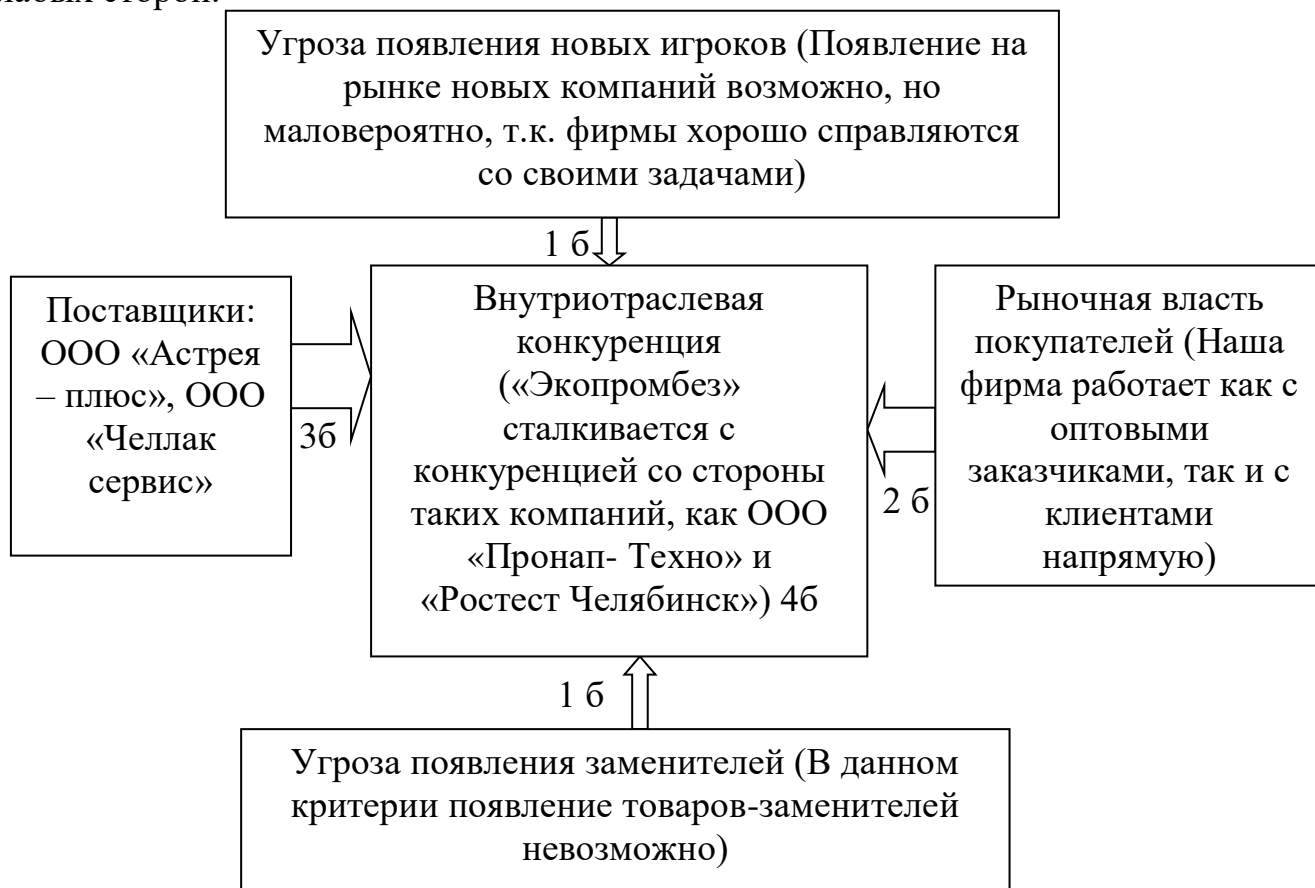 лабых сторон.
Угроза появления новых игроков (Появление на
рынке новых компаний возможно, но
маловероятно, т.к. фирмы хорошо справляются
со своими задачами)
1 б
Поставщики:
ООО «Астрея
– плюс», ООО
«Челлак
сервис»
3б
Внутриотраслевая
конкуренция
(«Экопромбез»
сталкивается с
конкуренцией со стороны
таких компаний, как ООО
«Пронап- Техно» и
«Ростест Челябинск») 4б
2 б
Рыночная власть
покупателей (Наша
фирма работает как с
оптовыми
заказчиками, так и с
клиентами
напрямую)
1 б
Угроза появления заменителей (В данном
критерии появление товаров-заменителей
невозможно)